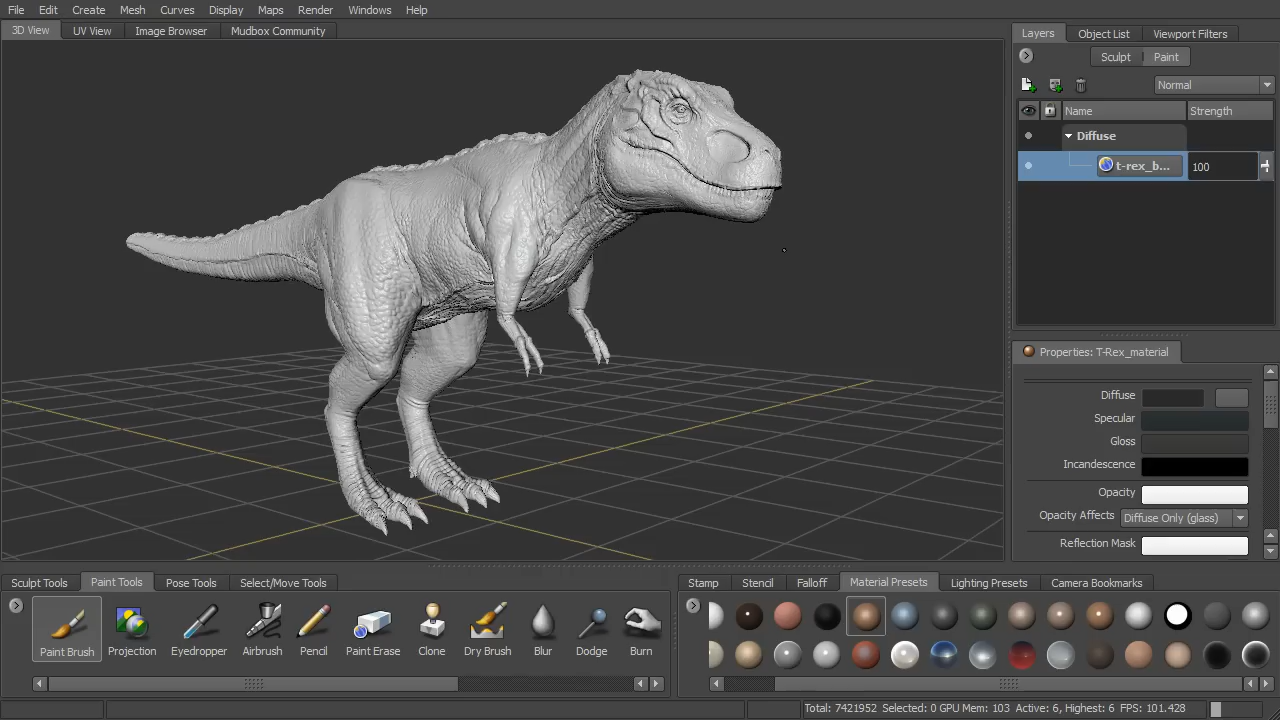 File Edit Create Mesh Curves Display Maps Render Windows Help
3D View UV View Image Browser Mudbox Community
Layers Object List Viewport Filters
Sculpt Paint
Normal
Name Strength
Diffuse
t-rex_b... 100
Properties: T-Rex_material
Diffuse
Specular
Gloss
Incandescence
Opacity
Opacity Affects Diffuse Only (glass)
Reflection Mask
Sculpt Tools Paint Tools Pose Tools Select/Move Tools
Paint Brush Projection Eyedropper Airbrush Pencil Paint Erase Clone Dry Brush Blur Dodge Burn
Stamp Stencil Falloff Material Presets Lighting Presets Camera Bookmarks
Total: 7421952 Selected: 0 GPU Mem: 103 Active: 6, Highest: 6 FPS: 101.428